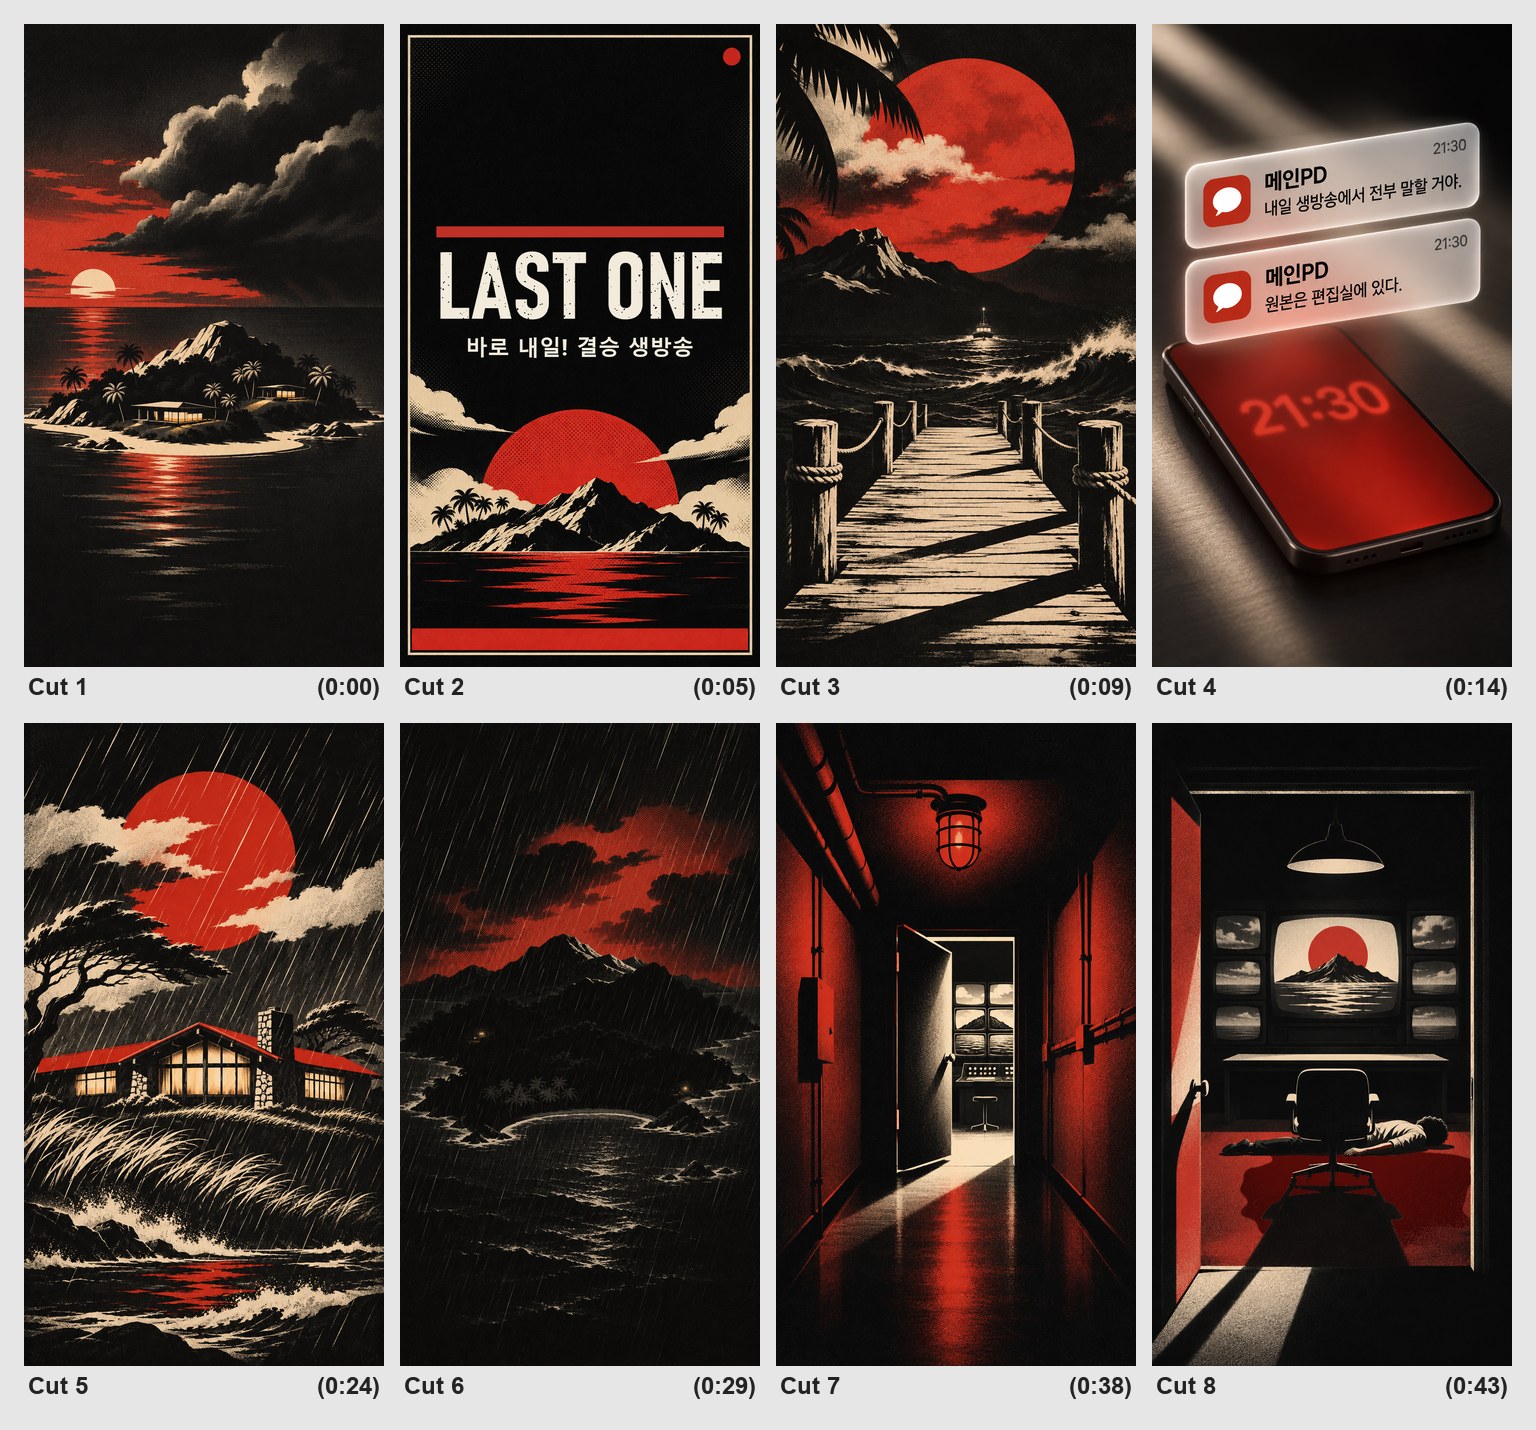 LAST ONE
바로 내일! 결승 생방송
21:30
메인PD
내일 생방송에서 전부 말할 거야.
21:30
메인PD
원본은 편집실에 있다.
21:30
Cut 1 (0:00)
Cut 2 (0:05)
Cut 3 (0:09)
Cut 4 (0:14)
Cut 5 (0:24)
Cut 6 (0:29)
Cut 7 (0:38)
Cut 8 (0:43)